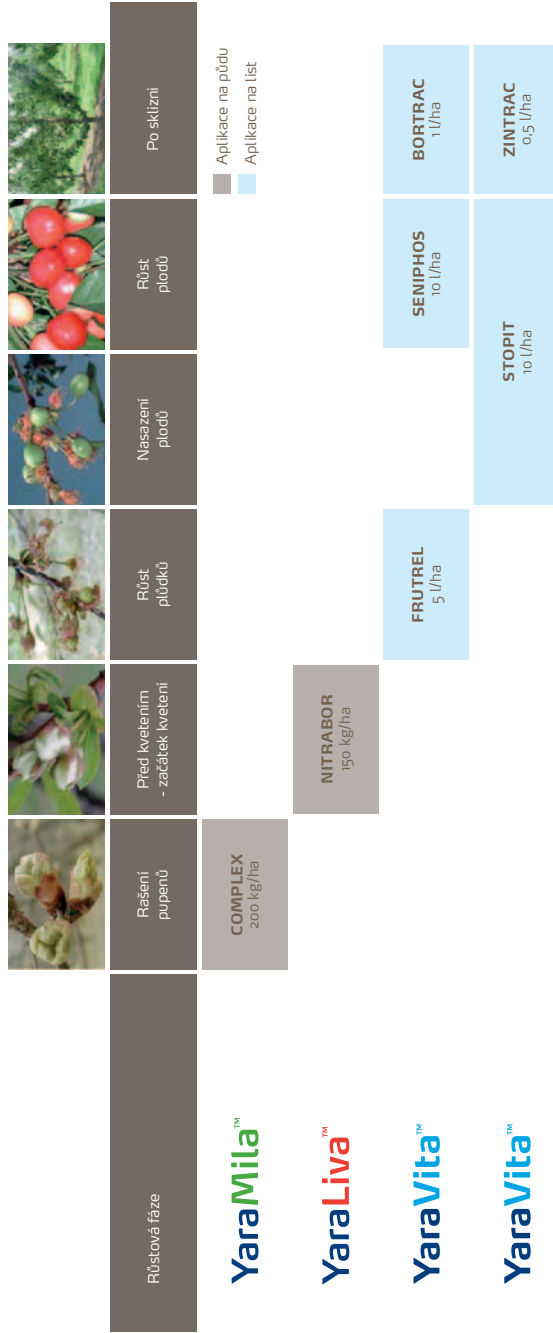 Růstová fáze
Rašení
pupenů
Před kvetením
- začátek kvetení
Růst
plůdků
Nasazení
plodů
Růst
plodů
Po sklizni
YaraMila™
COMPLEX
200 kg/ha
Aplikace na půdu
Aplikace na list
YaraLiva™
NITRABOR
150 kg/ha
YaraVita™
FRUTREL
5 l/ha
SENIPHOS
10 l/ha
BORTRAC
1 l/ha
YaraVita™
STOPIT
10 l/ha
ZINTRAC
0,5 l/ha